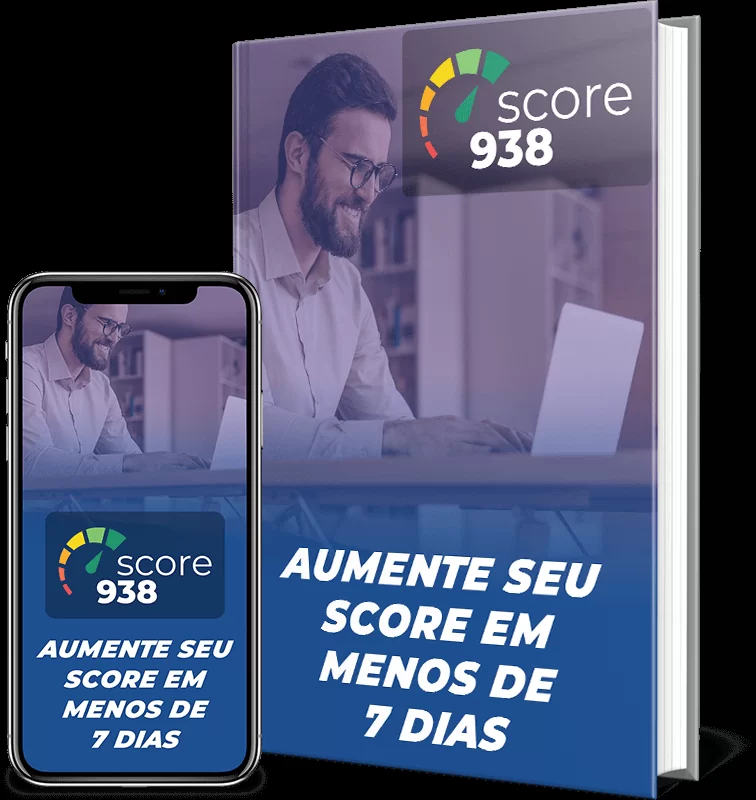 score
938
AUMENTE SEU
SCORE EM
MENOS DE
7 DIAS
score
938
AUMENTE SEU
SCORE EM
MENOS DE
7 DIAS